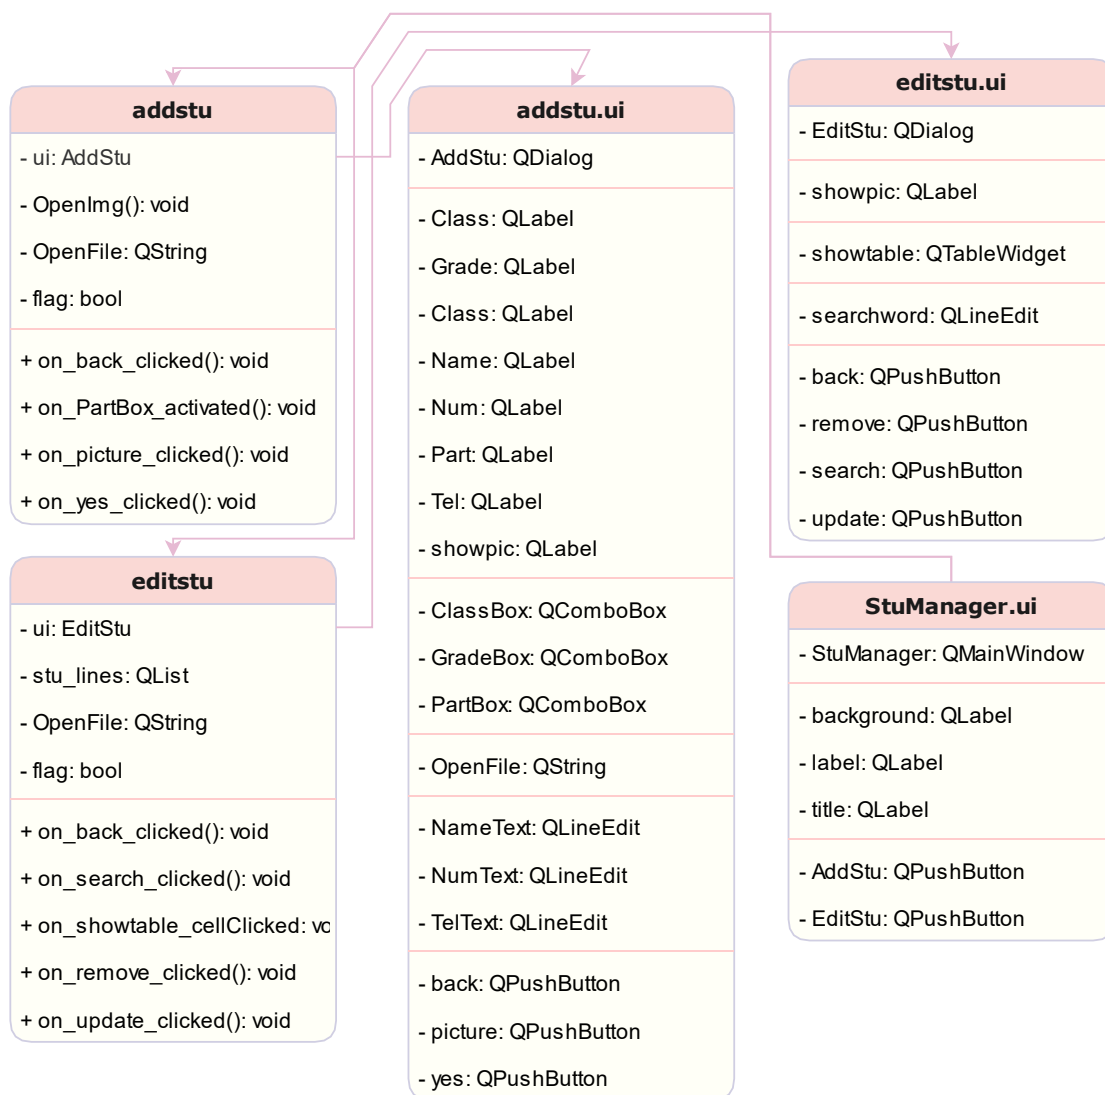 addstu
- ui: AddStu
- OpenImg(): void
- OpenFile: QString
- flag: bool
+ on_back_clicked(): void
+ on_PartBox_activated(): void
+ on_picture_clicked(): void
+ on_yes_clicked(): void
editstu
- ui: EditStu
- stu_lines: QList
- OpenFile: QString
- flag: bool
+ on_back_clicked(): void
+ on_search_clicked(): void
+ on_showtable_cellClicked: vo
+ on_remove_clicked(): void
+ on_update_clicked(): void
addstu.ui
- AddStu: QDialog
- Class: QLabel
- Grade: QLabel
- Class: QLabel
- Name: QLabel
- Num: QLabel
- Part: QLabel
- Tel: QLabel
- showpic: QLabel
- ClassBox: QComboBox
- GradeBox: QComboBox
- PartBox: QComboBox
- OpenFile: QString
- NameText: QLineEdit
- NumText: QLineEdit
- TelText: QLineEdit
- back: QPushButton
- picture: QPushButton
- yes: QPushButton
editstu.ui
- EditStu: QDialog
- showpic: QLabel
- showtable: QTableWidget
- searchword: QLineEdit
- back: QPushButton
- remove: QPushButton
- search: QPushButton
- update: QPushButton
StuManager.ui
- StuManager: QMainWindow
- background: QLabel
- label: QLabel
- title: QLabel
- AddStu: QPushButton
- EditStu: QPushButton